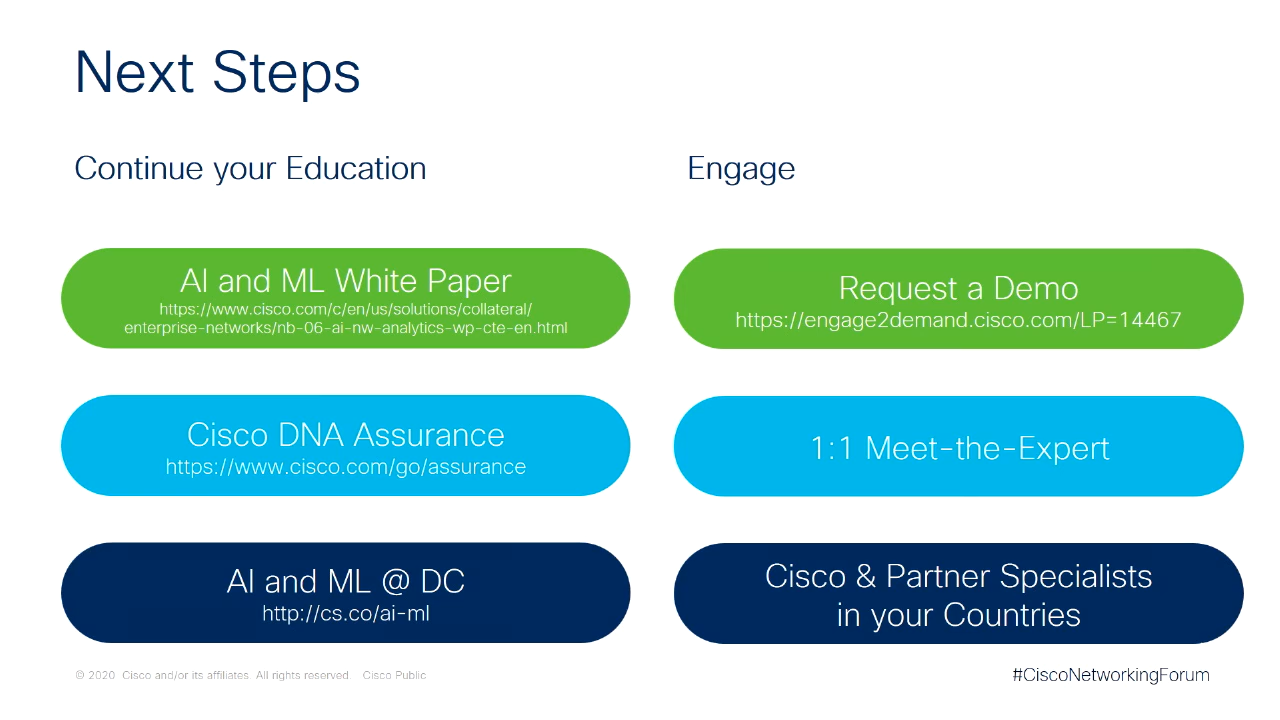 Next Steps
Continue your Education
AI and ML White Paper
https://www.cisco.com/c/en/us/solutions/collateral/
enterprise-networks/nb-06-ai-nw-analytics-wp-cte-en.html
Cisco DNA Assurance
https://www.cisco.com/go/assurance
AI and ML @ DC
http://cs.co/ai-ml
Engage
Request a Demo
https://engage2demand.cisco.com/LP=14467
1:1 Meet-the-Expert
Cisco & Partner Specialists
in your Countries
© 2020 Cisco and/or its affiliates. All rights reserved. Cisco Public
#CiscoNetworkingForum